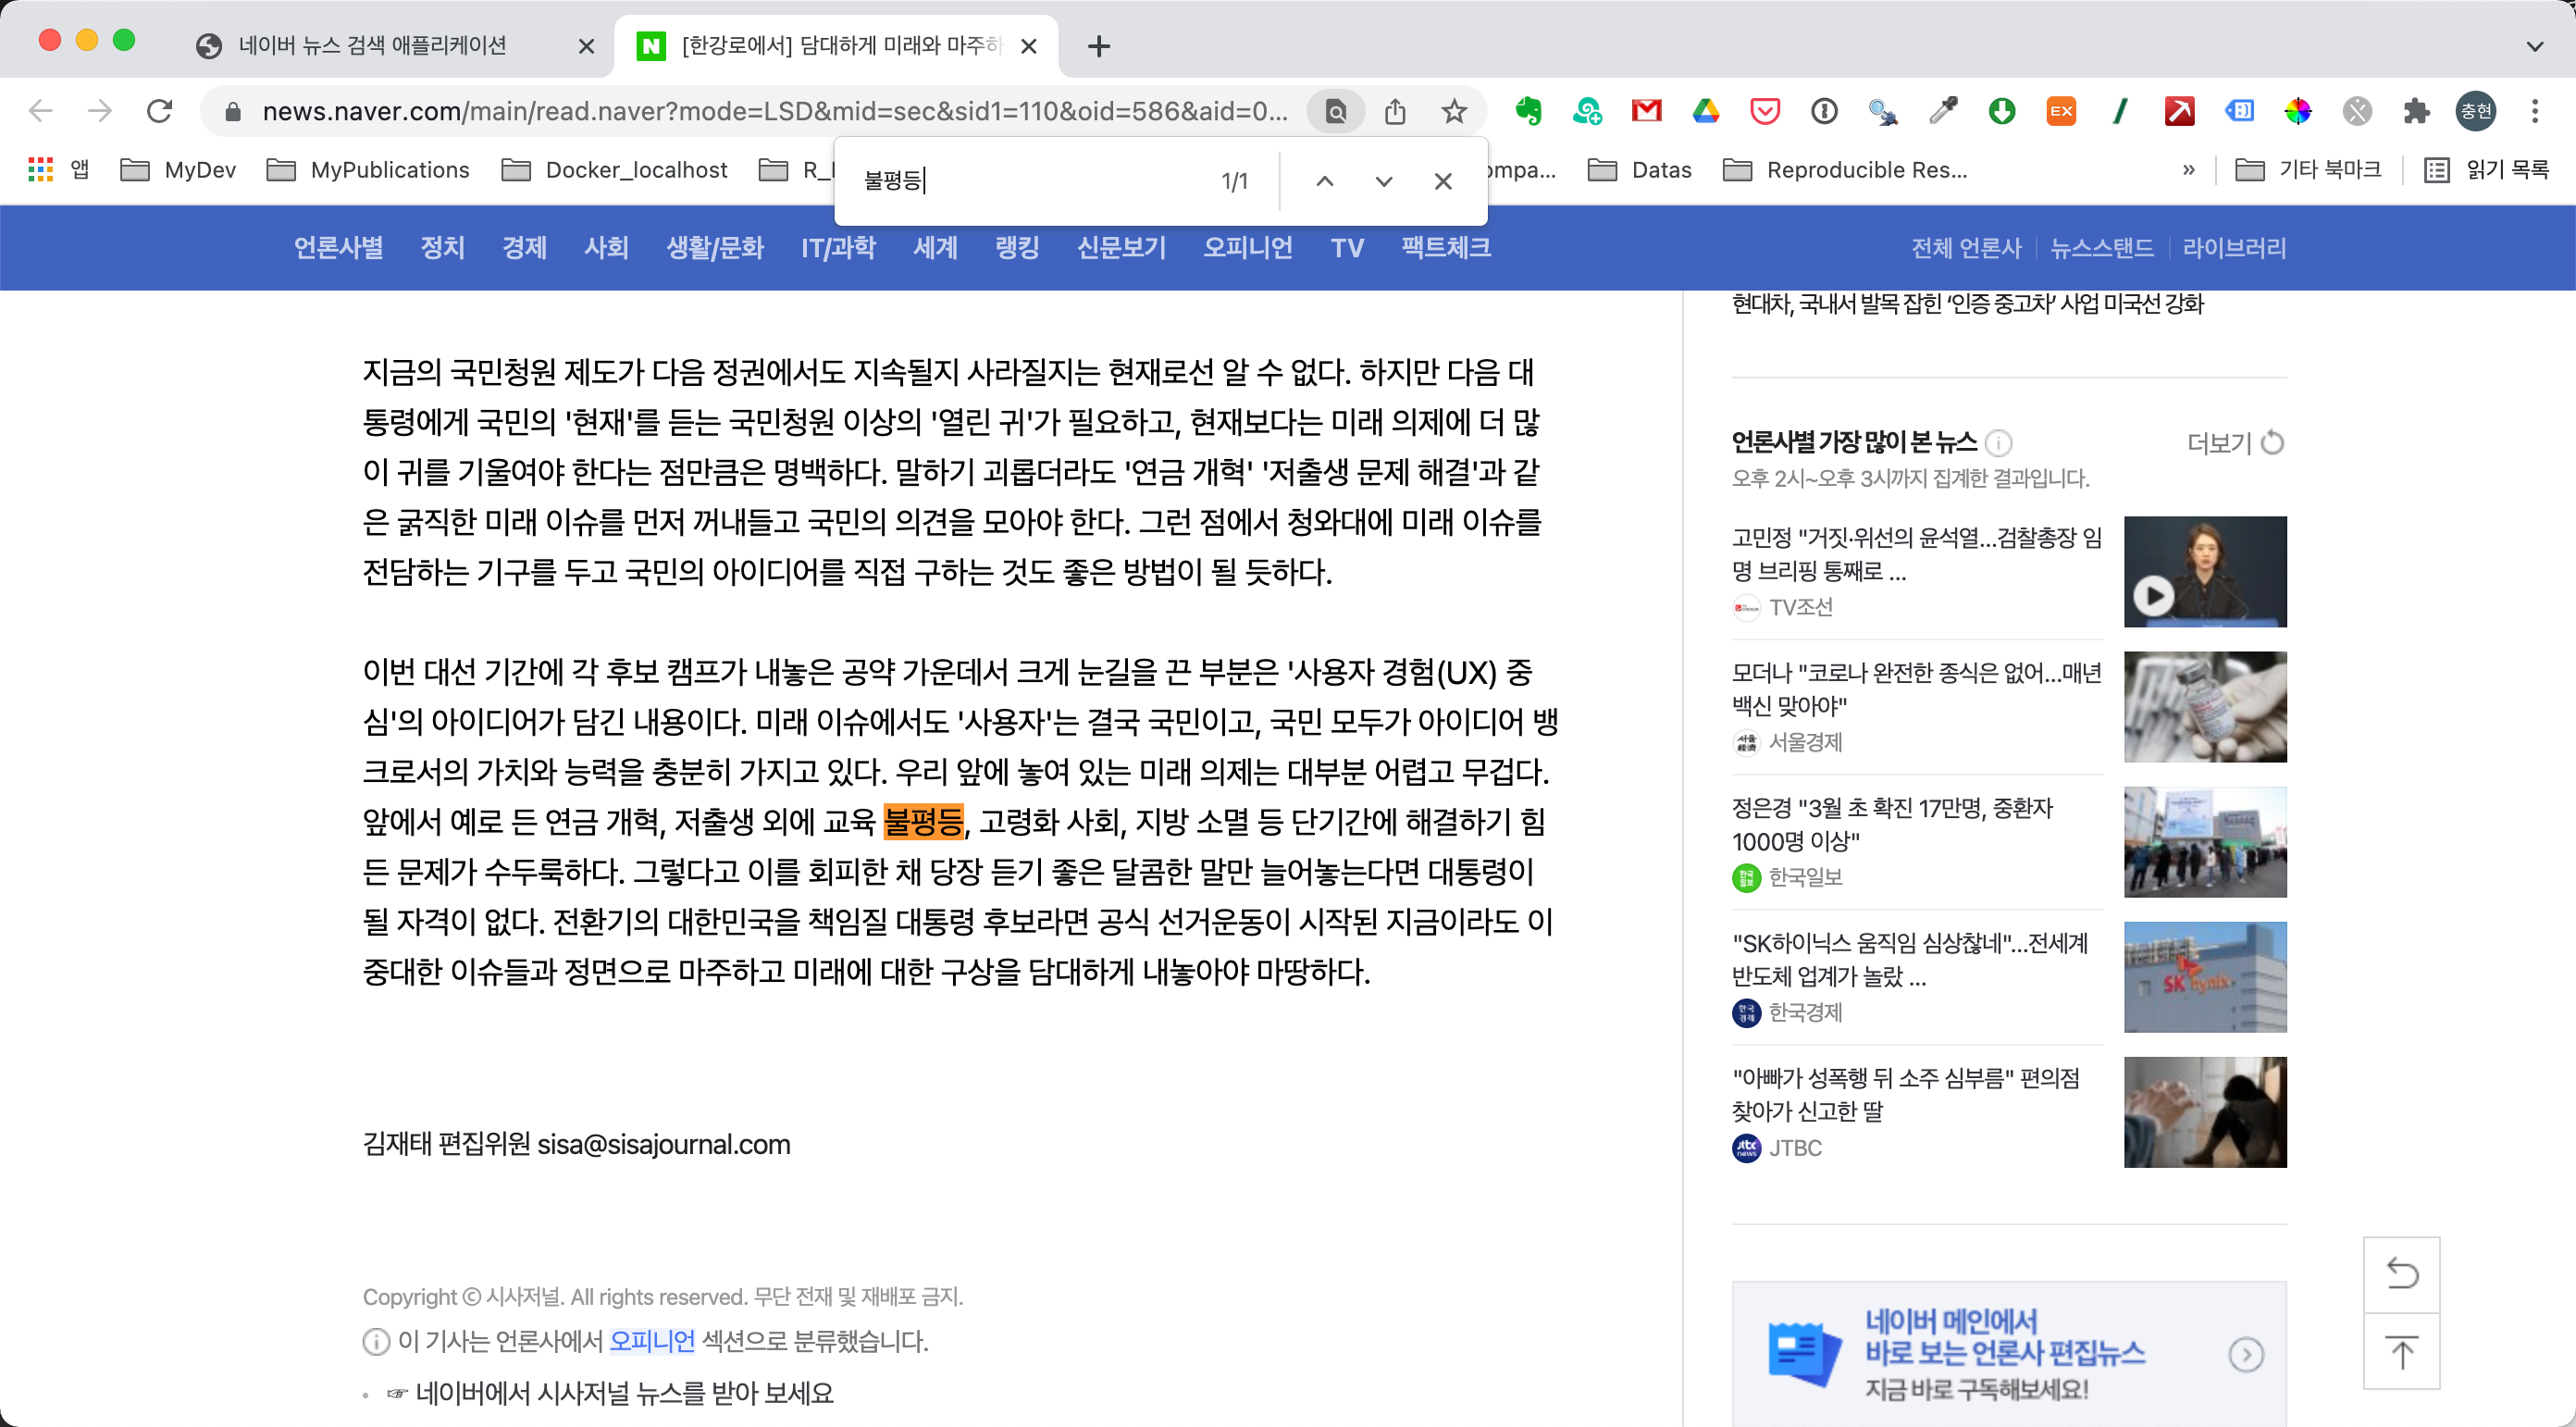 네이버 뉴스 검색 애플리케이션
[한강로에서] 담대하게 미래와 마주하
news.naver.com/main/read.naver?mode=LSD&mid=sec&sid1=110&oid=586&aid=0...
충현
앱 MyDev MyPublications Docker_localhost R_ ompa... Datas Reproducible Res... » 기타 북마크 읽기 목록
불평등 1/1
언론사별 정치 경제 사회 생활/문화 IT/과학 세계 랭킹 신문보기 오피니언 TV 팩트체크 전체 언론사 뉴스스탠드 라이브러리
지금의 국민청원 제도가 다음 정권에서도 지속될지 사라질지는 현재로선 알 수 없다. 하지만 다음 대
통령에게 국민의 '현재'를 듣는 국민청원 이상의 '열린 귀'가 필요하고, 현재보다는 미래 의제에 더 많
이 귀를 기울여야 한다는 점만큼은 명백하다. 말하기 괴롭더라도 '연금 개혁' '저출생 문제 해결'과 같
은 굵직한 미래 이슈를 먼저 꺼내들고 국민의 의견을 모아야 한다. 그런 점에서 청와대에 미래 이슈를
전담하는 기구를 두고 국민의 아이디어를 직접 구하는 것도 좋은 방법이 될 듯하다.
이번 대선 기간에 각 후보 캠프가 내놓은 공약 가운데서 크게 눈길을 끈 부분은 '사용자 경험(UX) 중
심'의 아이디어가 담긴 내용이다. 미래 이슈에서도 '사용자'는 결국 국민이고, 국민 모두가 아이디어 뱅
크로서의 가치와 능력을 충분히 가지고 있다. 우리 앞에 놓여 있는 미래 의제는 대부분 어렵고 무겁다.
앞에서 예로 든 연금 개혁, 저출생 외에 교육 불평등, 고령화 사회, 지방 소멸 등 단기간에 해결하기 힘
든 문제가 수두룩하다. 그렇다고 이를 회피한 채 당장 듣기 좋은 달콤한 말만 늘어놓는다면 대통령이
될 자격이 없다. 전환기의 대한민국을 책임질 대통령 후보라면 공식 선거운동이 시작된 지금이라도 이
중대한 이슈들과 정면으로 마주하고 미래에 대한 구상을 담대하게 내놓아야 마땅하다.
김재태 편집위원 sisa@sisajournal.com
Copyright ⓒ 시사저널. All rights reserved. 무단 전재 및 재배포 금지.
이 기사는 언론사에서 오피니언 섹션으로 분류했습니다.
• ☞ 네이버에서 시사저널 뉴스를 받아 보세요
현대차, 국내서 발목 잡힌 ‘인증 중고차’ 사업 미국선 강화
언론사별 가장 많이 본 뉴스 더보기
오후 2시~오후 3시까지 집계한 결과입니다.
고민정 "거짓·위선의 윤석열…검찰총장 임
명 브리핑 통째로 ...
TV조선
모더나 "코로나 완전한 종식은 없어…매년
백신 맞아야"
서울경제
정은경 "3월 초 확진 17만명, 중환자
1000명 이상"
한국일보
"SK하이닉스 움직임 심상찮네"…전세계
반도체 업계가 놀랐 ...
한국경제
SK hynix
"아빠가 성폭행 뒤 소주 심부름" 편의점
찾아가 신고한 딸
JTBC
네이버 메인에서
바로 보는 언론사 편집뉴스
지금 바로 구독해보세요!